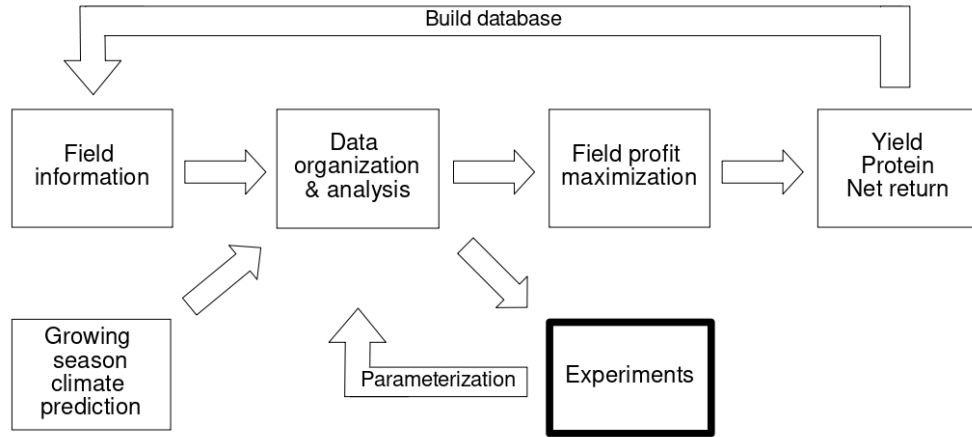 Build database
Field
information
Data
organization
& analysis
Field profit
maximization
Yield
Protein
Net return
Growing
season
climate
prediction
Parameterization
Experiments